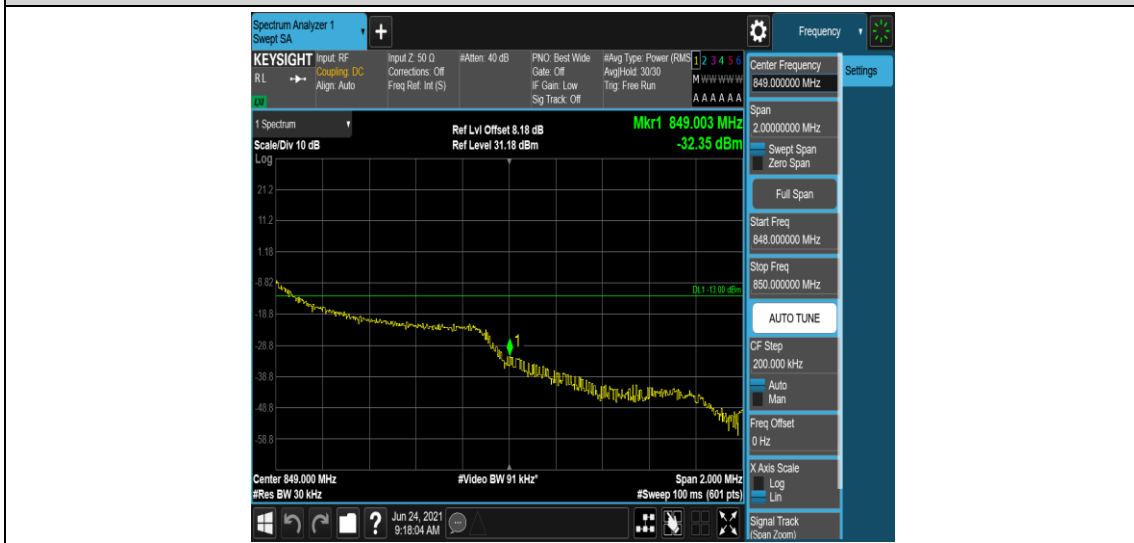 Spectrum Analyzer 1
Swept SA
Frequency
KEYSIGHT
RL
LXI
Input: RF
Coupling: DC
Align: Auto
Input Z: 50 Ω
Corrections: Off
Freq Ref: Int (S)
#Atten: 40 dB
PNO: Best Wide
Gate: Off
IF Gain: Low
Sig Track: Off
#Avg Type: Power (RMS
Avg|Hold: 30/30
Trig: Free Run
1 2 3 4 5 6
M W W W W W
A A A A A A
1 Spectrum
Scale/Div 10 dB
Ref Lvl Offset 8.18 dB
Ref Level 31.18 dBm
Mkr1 849.003 MHz
-32.35 dBm
Log
21.2
11.2
1.18
-8.82
-18.8
-28.8
-38.8
-48.8
-58.8
DL1 -13.00 dBm
1
Center 849.000 MHz
#Res BW 30 kHz
#Video BW 91 kHz*
Span 2.000 MHz
#Sweep 100 ms (601 pts)
Jun 24, 2021
9:18:04 AM
?
Center Frequency
849.000000 MHz
Settings
Span
2.00000000 MHz
Swept Span
Zero Span
Full Span
Start Freq
848.000000 MHz
Stop Freq
850.000000 MHz
AUTO TUNE
CF Step
200.000 kHz
Auto
Man
Freq Offset
0 Hz
X Axis Scale
Log
Lin
Signal Track
(Span Zoom)